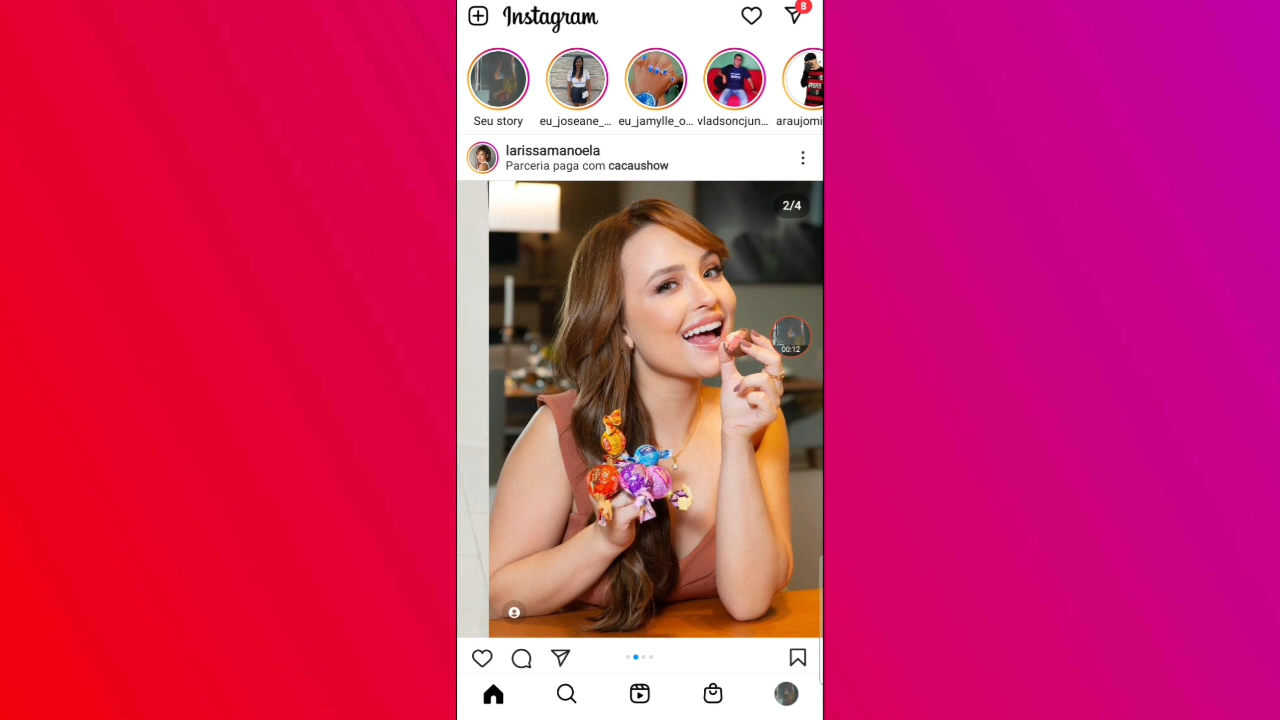 Instagram
8
Seu story
eu_joseane_...
eu_jamylle_o...
vladsoncjun...
araujomi
larissamanoela
Parceria paga com cacaushow
2/4
00:12